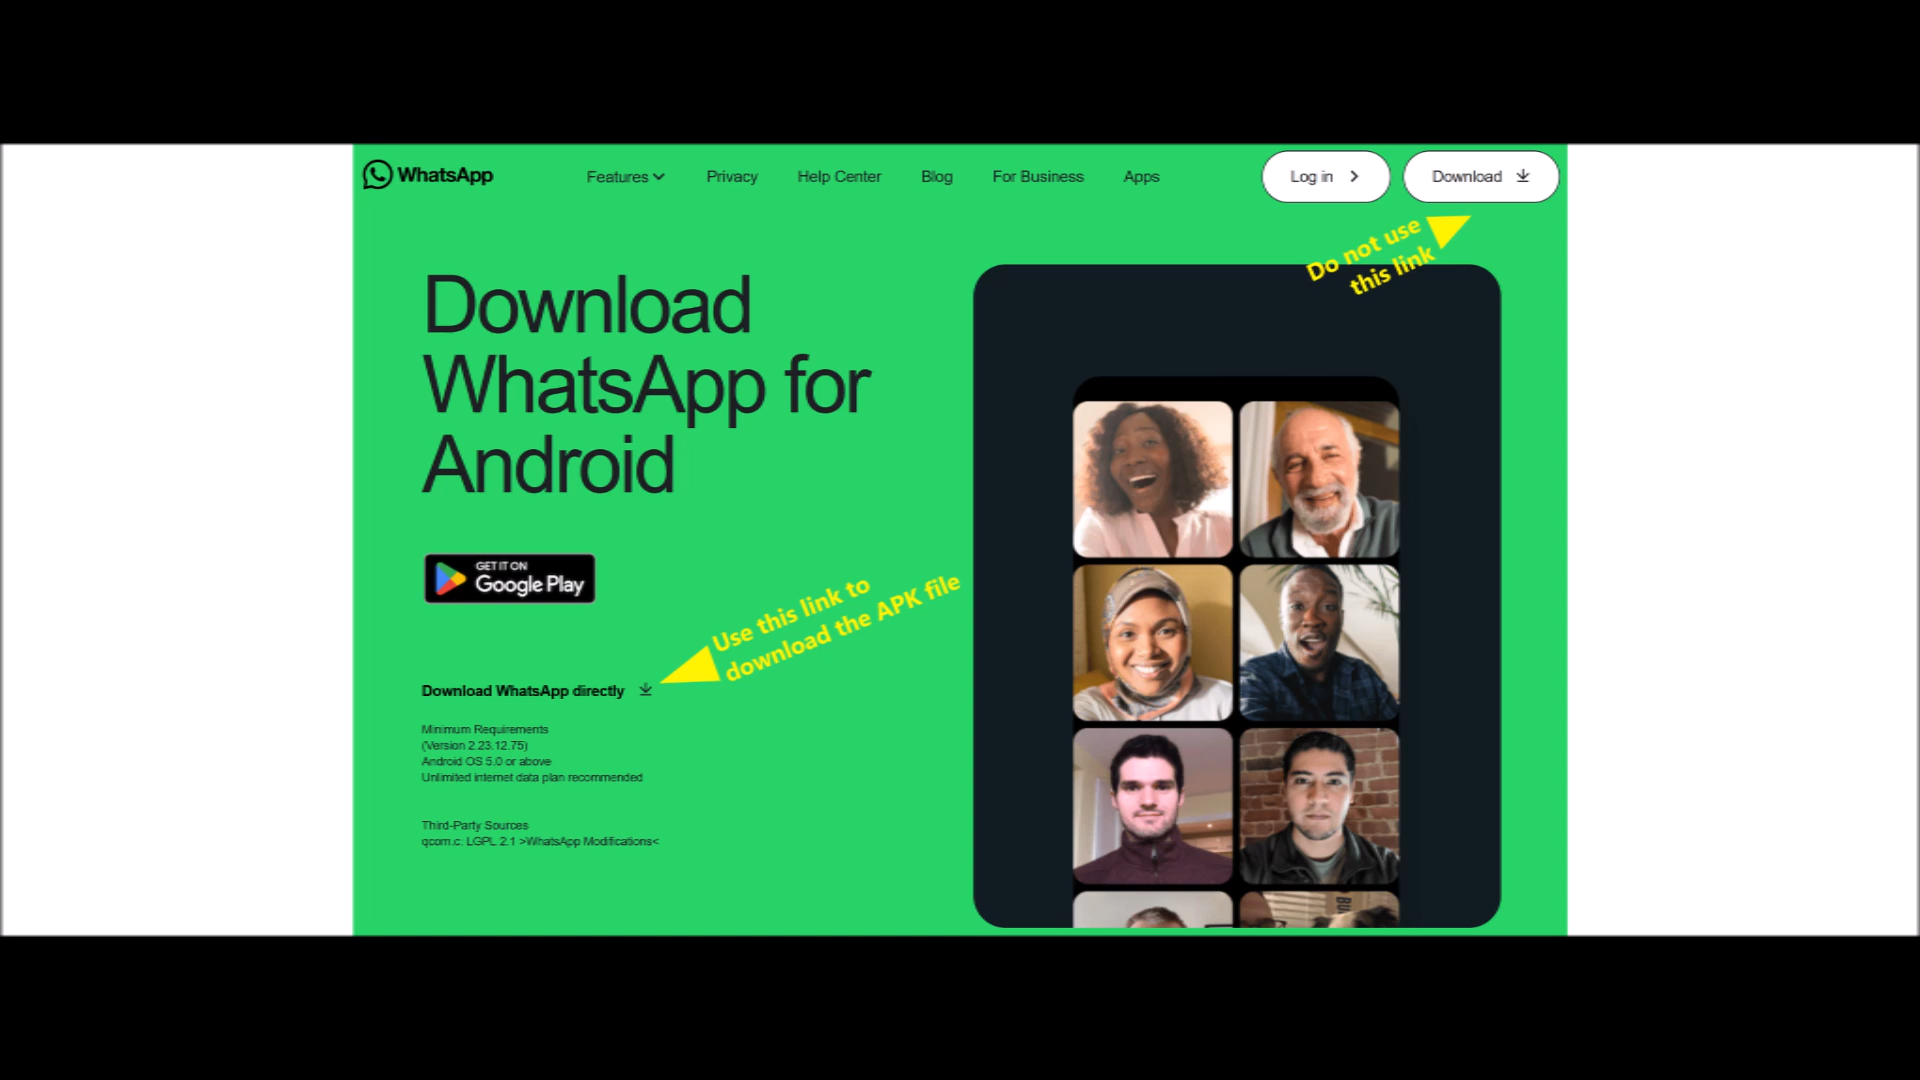 WhatsApp
Features
Privacy
Help Center
Blog
For Business
Apps
Log in
Download
Do not use
this link
Download
WhatsApp for
Android
GET IT ON
Google Play
Use this link to
download the APK file
Download WhatsApp directly
Minimum Requirements
(Version 2.23.12.75)
Android OS 5.0 or above
Unlimited internet data plan recommended
Third-Party Sources
qcom.c: LGPL 2.1 >WhatsApp Modifications<
BU